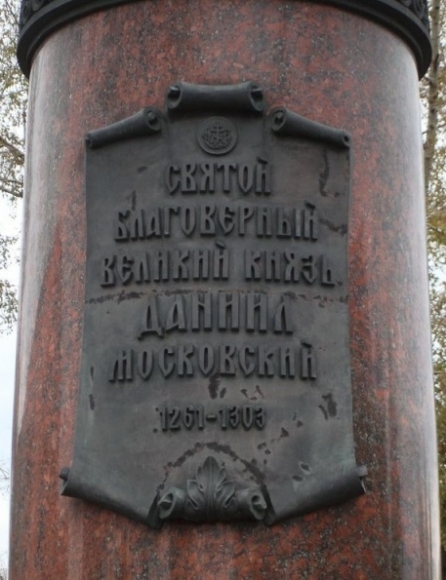 СВЯТОЙ
БЛАГОВЕРНЫЙ
ВЕЛИКИЙ КНЯЗЬ
ДАНИИЛ
МОСКОВСКИЙ
1261-1303